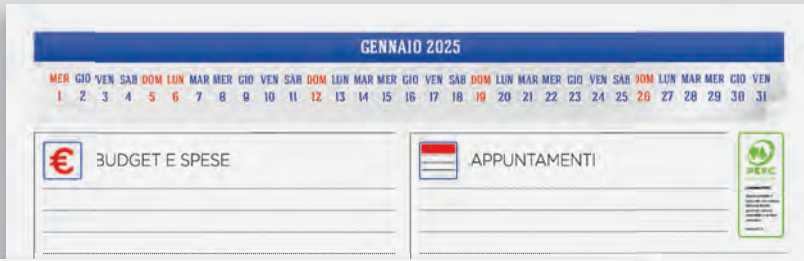 GENNAIO 2025
MER GIO VEN SAB DOM LUN MAR MER GIO VEN SAB DOM LUN MAR MER GIO VEN SAB DOM LUN MAR MER GIO VEN SAB DOM LUN MAR MER GIO VEN
1 2 3 4 5 6 7 8 9 10 11 12 13 14 15 16 17 18 19 20 21 22 23 24 25 26 27 28 29 30 31
€ BUDGET E SPESE
APPUNTAMENTI
PEFC